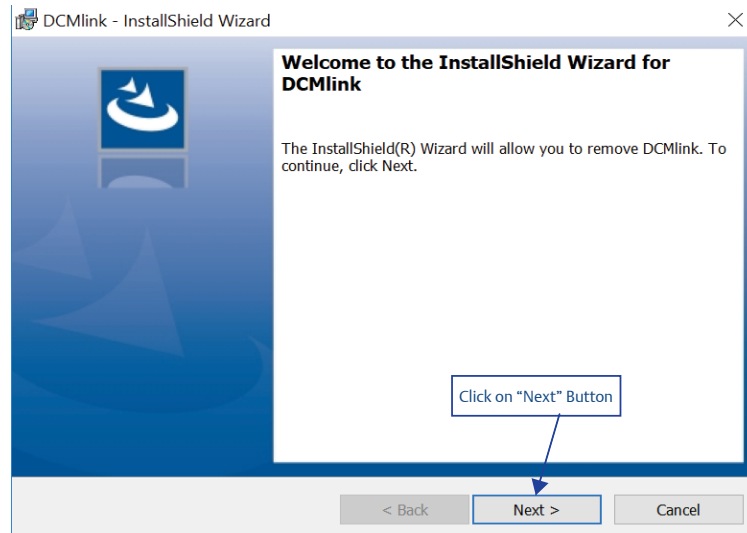 DCMlink - InstallShield Wizard
Welcome to the InstallShield Wizard for
DCMlink
The InstallShield(R) Wizard will allow you to remove DCMlink. To
continue, click Next.
Click on “Next” Button
< Back
Next >
Cancel